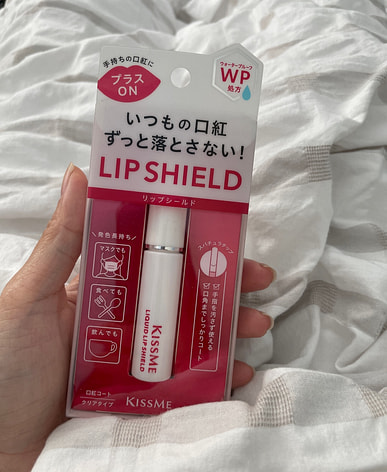 手持ちの口紅に
プラス
ON
ウォータープルーフ
WP
処方
いつもの口紅
ずっと落とさない!
LIP SHIELD
リップシールド
発色長持ち
マスクでも
食べても
飲んでも
口紅コート
クリアタイプ
KISSME
LIQUID LIP SHIELD
スパチュラチップ
手指を汚さず使える
口角までしっかりコート
KISSME